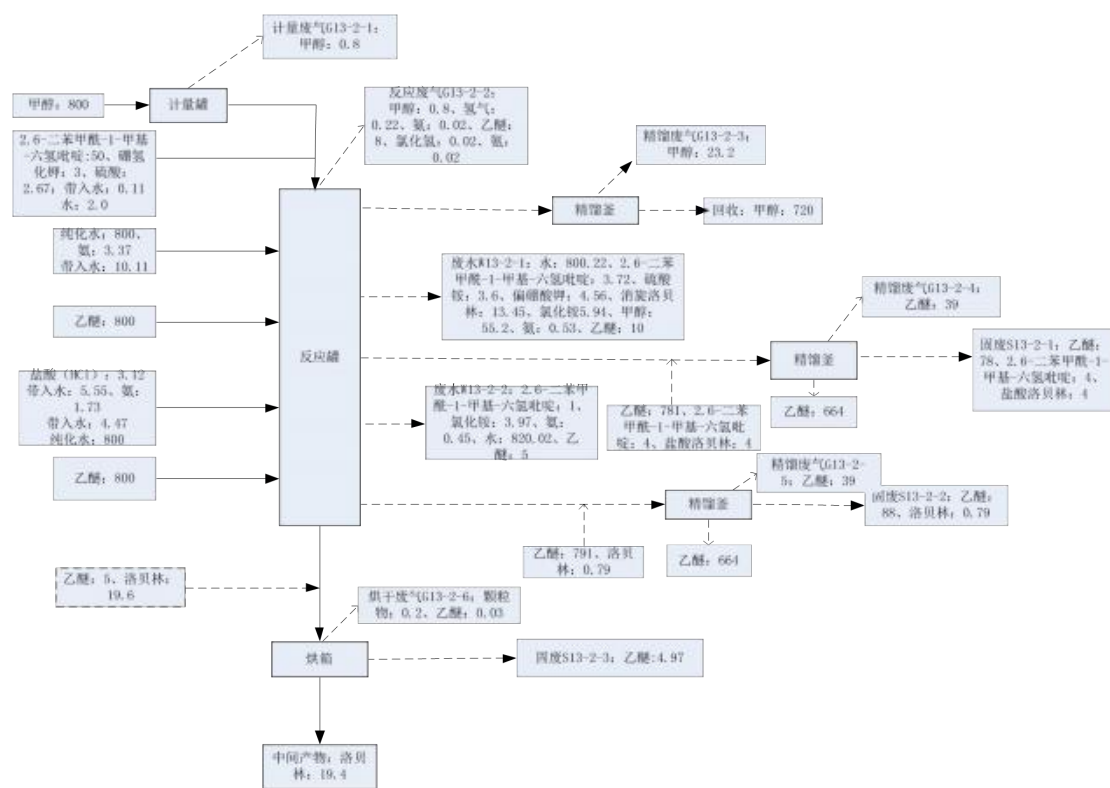 计量废气G13-2-1;
甲醇: 0.8
甲醇: 800
计量罐
反应废气G13-2-2;
甲醇: 0.8、氢气:
0.22、氨: 0.02、乙醚:
8、氯化氢: 0.02、氨:
0.02
2.6-二苯甲酰-1-甲基
-六氢吡啶:50、硼氢
化钾: 3、硫酸:
2.67; 带入水: 0.11
水: 2.0
精馏废气G13-2-3;
甲醇: 23.2
精馏釜
回收: 甲醇: 720
纯化水: 800、
氨: 3.37
带入水: 10.11
废水W13-2-1: 水: 800.22、2.6-二苯
甲酰-1-甲基-六氢吡啶: 3.72、硫酸
铵: 3.6、偏硼酸钾: 4.56、消旋洛贝
林: 13.45、氯化铵5.94、甲醇:
55.2、氨: 0.53、乙醚: 10
精馏废气G13-2-4;
乙醚: 39
乙醚: 800
反应罐
精馏釜
固废S13-2-1; 乙醚:
78、2.6-二苯甲酰-1-
甲基-六氢吡啶: 4、
盐酸洛贝林: 4
盐酸（HCl）: 3.12
带入水: 5.55、氨:
1.73
带入水: 4.47
纯化水: 800
废水W13-2-2: 2.6-二苯甲
酰-1-甲基-六氢吡啶: 1、
氯化铵: 3.97、氨:
0.45、水: 820.02、乙
醚: 5
乙醚: 781、2.6-二苯
甲酰-1-甲基-六氢吡
啶: 4、盐酸洛贝林: 4
乙醚: 664
乙醚: 800
精馏废气G13-2-
5; 乙醚: 39
精馏釜
固废S13-2-2; 乙醚:
88、洛贝林: 0.79
乙醚: 791、洛贝
林: 0.79
乙醚: 664
乙醚: 5、洛贝林:
19.6
烘干废气G13-2-6: 颗粒
物: 0.2、乙醚: 0.03
烘箱
固废S13-2-3; 乙醚:4.97
中间产物: 洛贝
林: 19.4